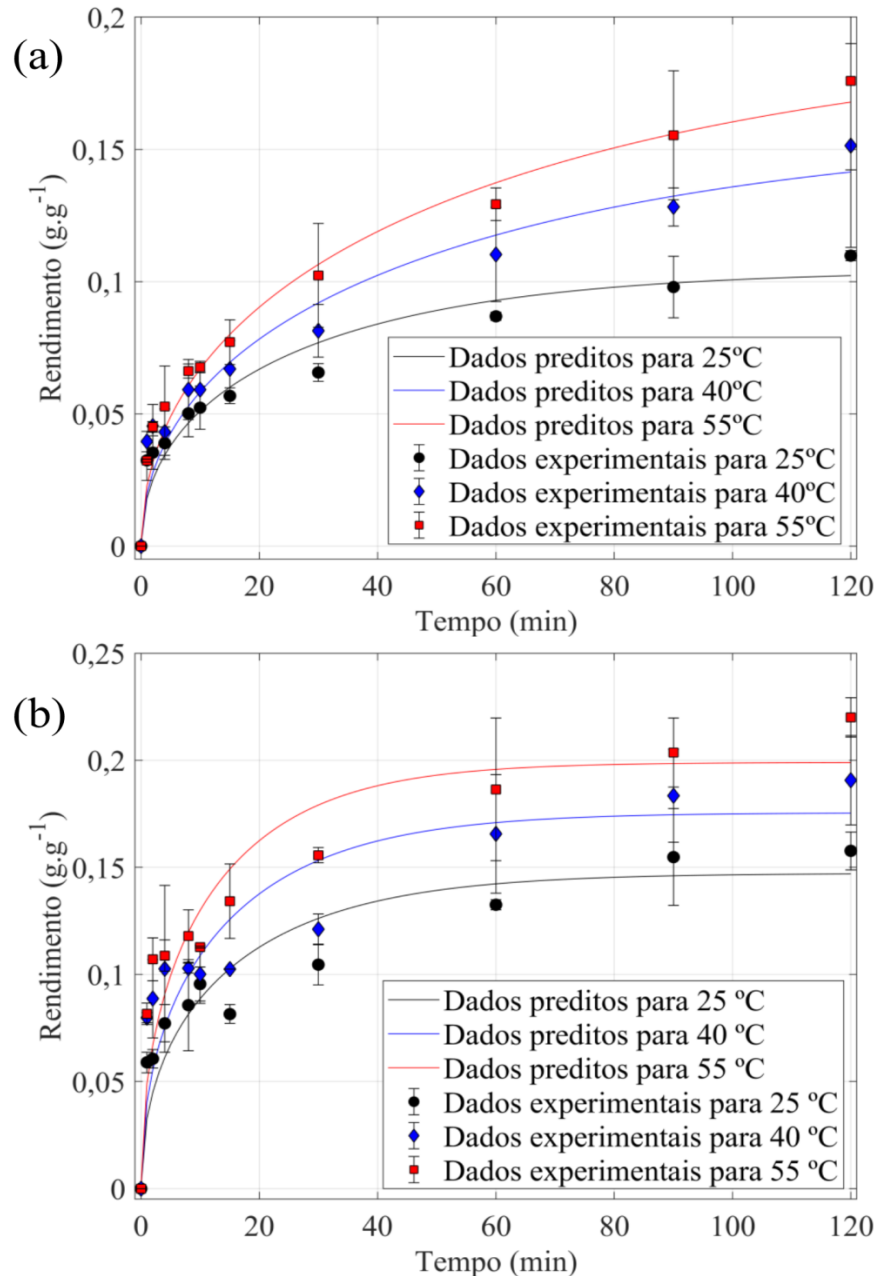 (a)
Rendimento (g.g-1)
0,2
0,15
0,1
0,05
0
Dados preditos para 25ºC
Dados preditos para 40ºC
Dados preditos para 55ºC
Dados experimentais para 25ºC
Dados experimentais para 40ºC
Dados experimentais para 55ºC
0 20 40 60 80 100 120
Tempo (min)
(b)
Rendimento (g.g-1)
0,25
0,2
0,15
0,1
0,05
0
Dados preditos para 25 ºC
Dados preditos para 40 ºC
Dados preditos para 55 ºC
Dados experimentais para 25 ºC
Dados experimentais para 40 ºC
Dados experimentais para 55 ºC
0 20 40 60 80 100 120
Tempo (min)